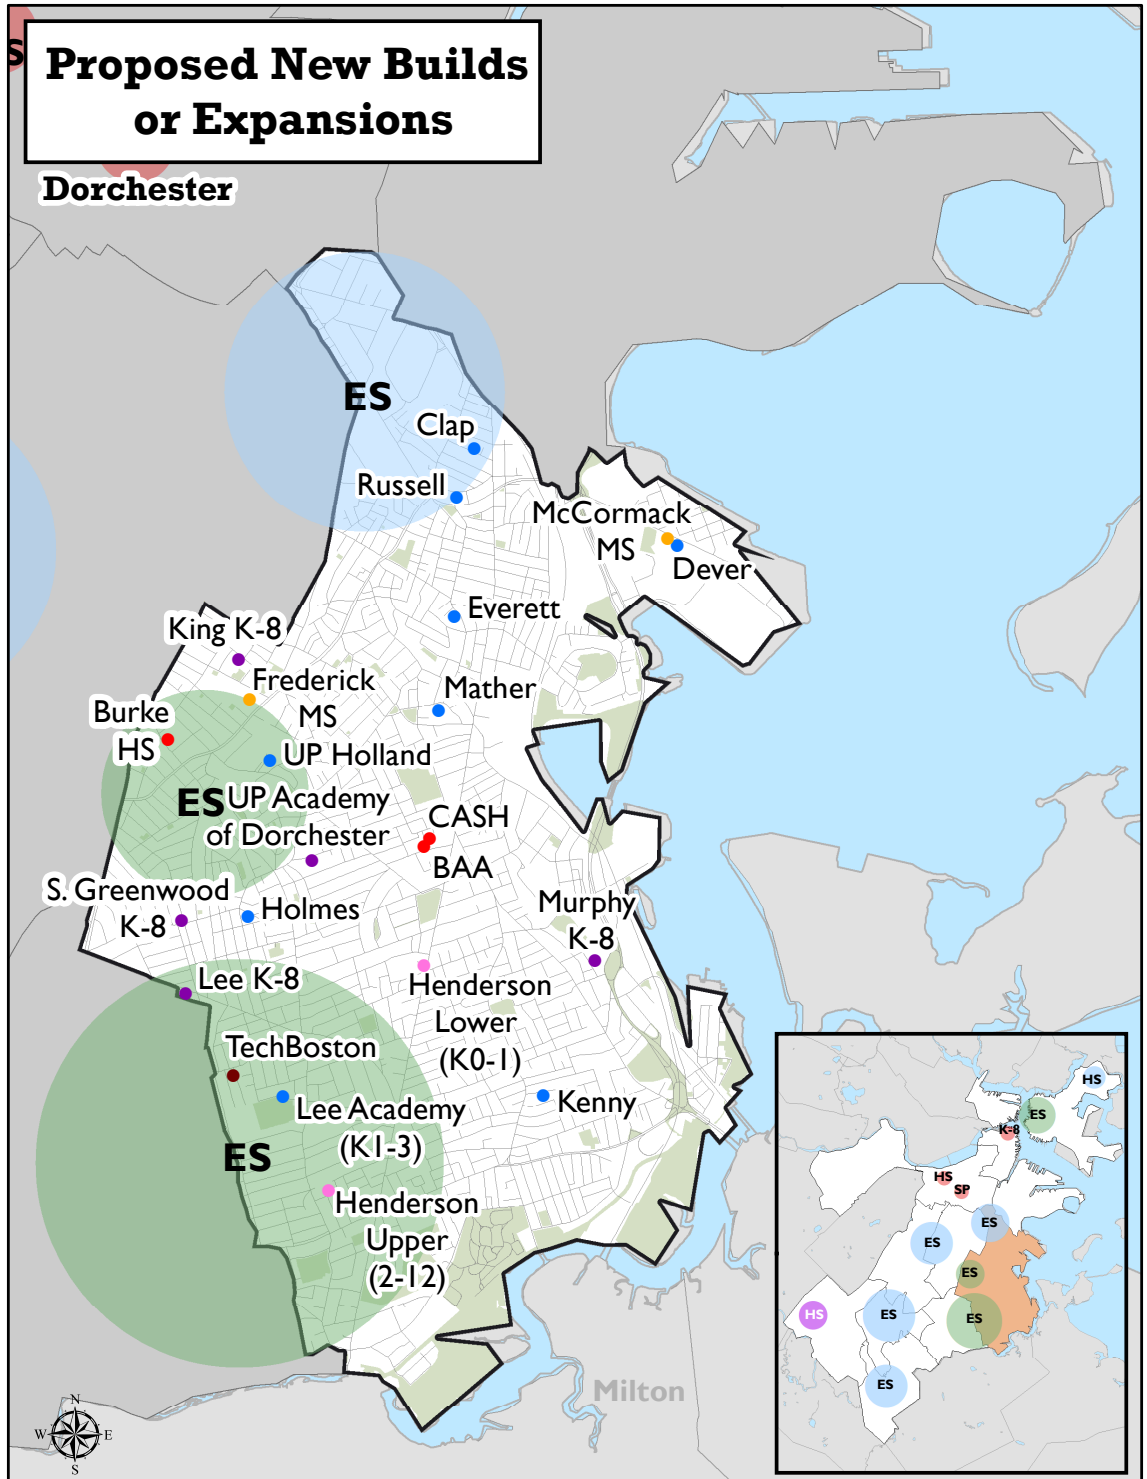 Proposed New Builds
or Expansions
S
Dorchester
ES
Clap
Russell
McCormack
MS
Dever
Everett
King K-8
Frederick
MS
Mather
Burke
HS
UP Holland
ES
UP Academy
of Dorchester
CASH
BAA
S. Greenwood
K-8
Holmes
Murphy
K-8
Lee K-8
Henderson
Lower
(K0-1)
TechBoston
Lee Academy
(K1-3)
Kenny
ES
Henderson
Upper
(2-12)
Milton
N
W
E
S
HS
ES
K-8
HS
SP
ES
ES
ES
HS
ES
ES
ES